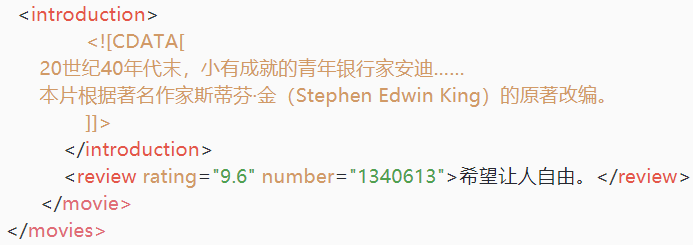 <introduction>
<![CDATA[
20世纪40年代末，小有成就的青年银行家安迪……
本片根据著名作家斯蒂芬·金（Stephen Edwin King）的原著改编。
]]>
</introduction>
<review rating="9.6" number="1340613">希望让人自由。</review>
</movie>
</movies>